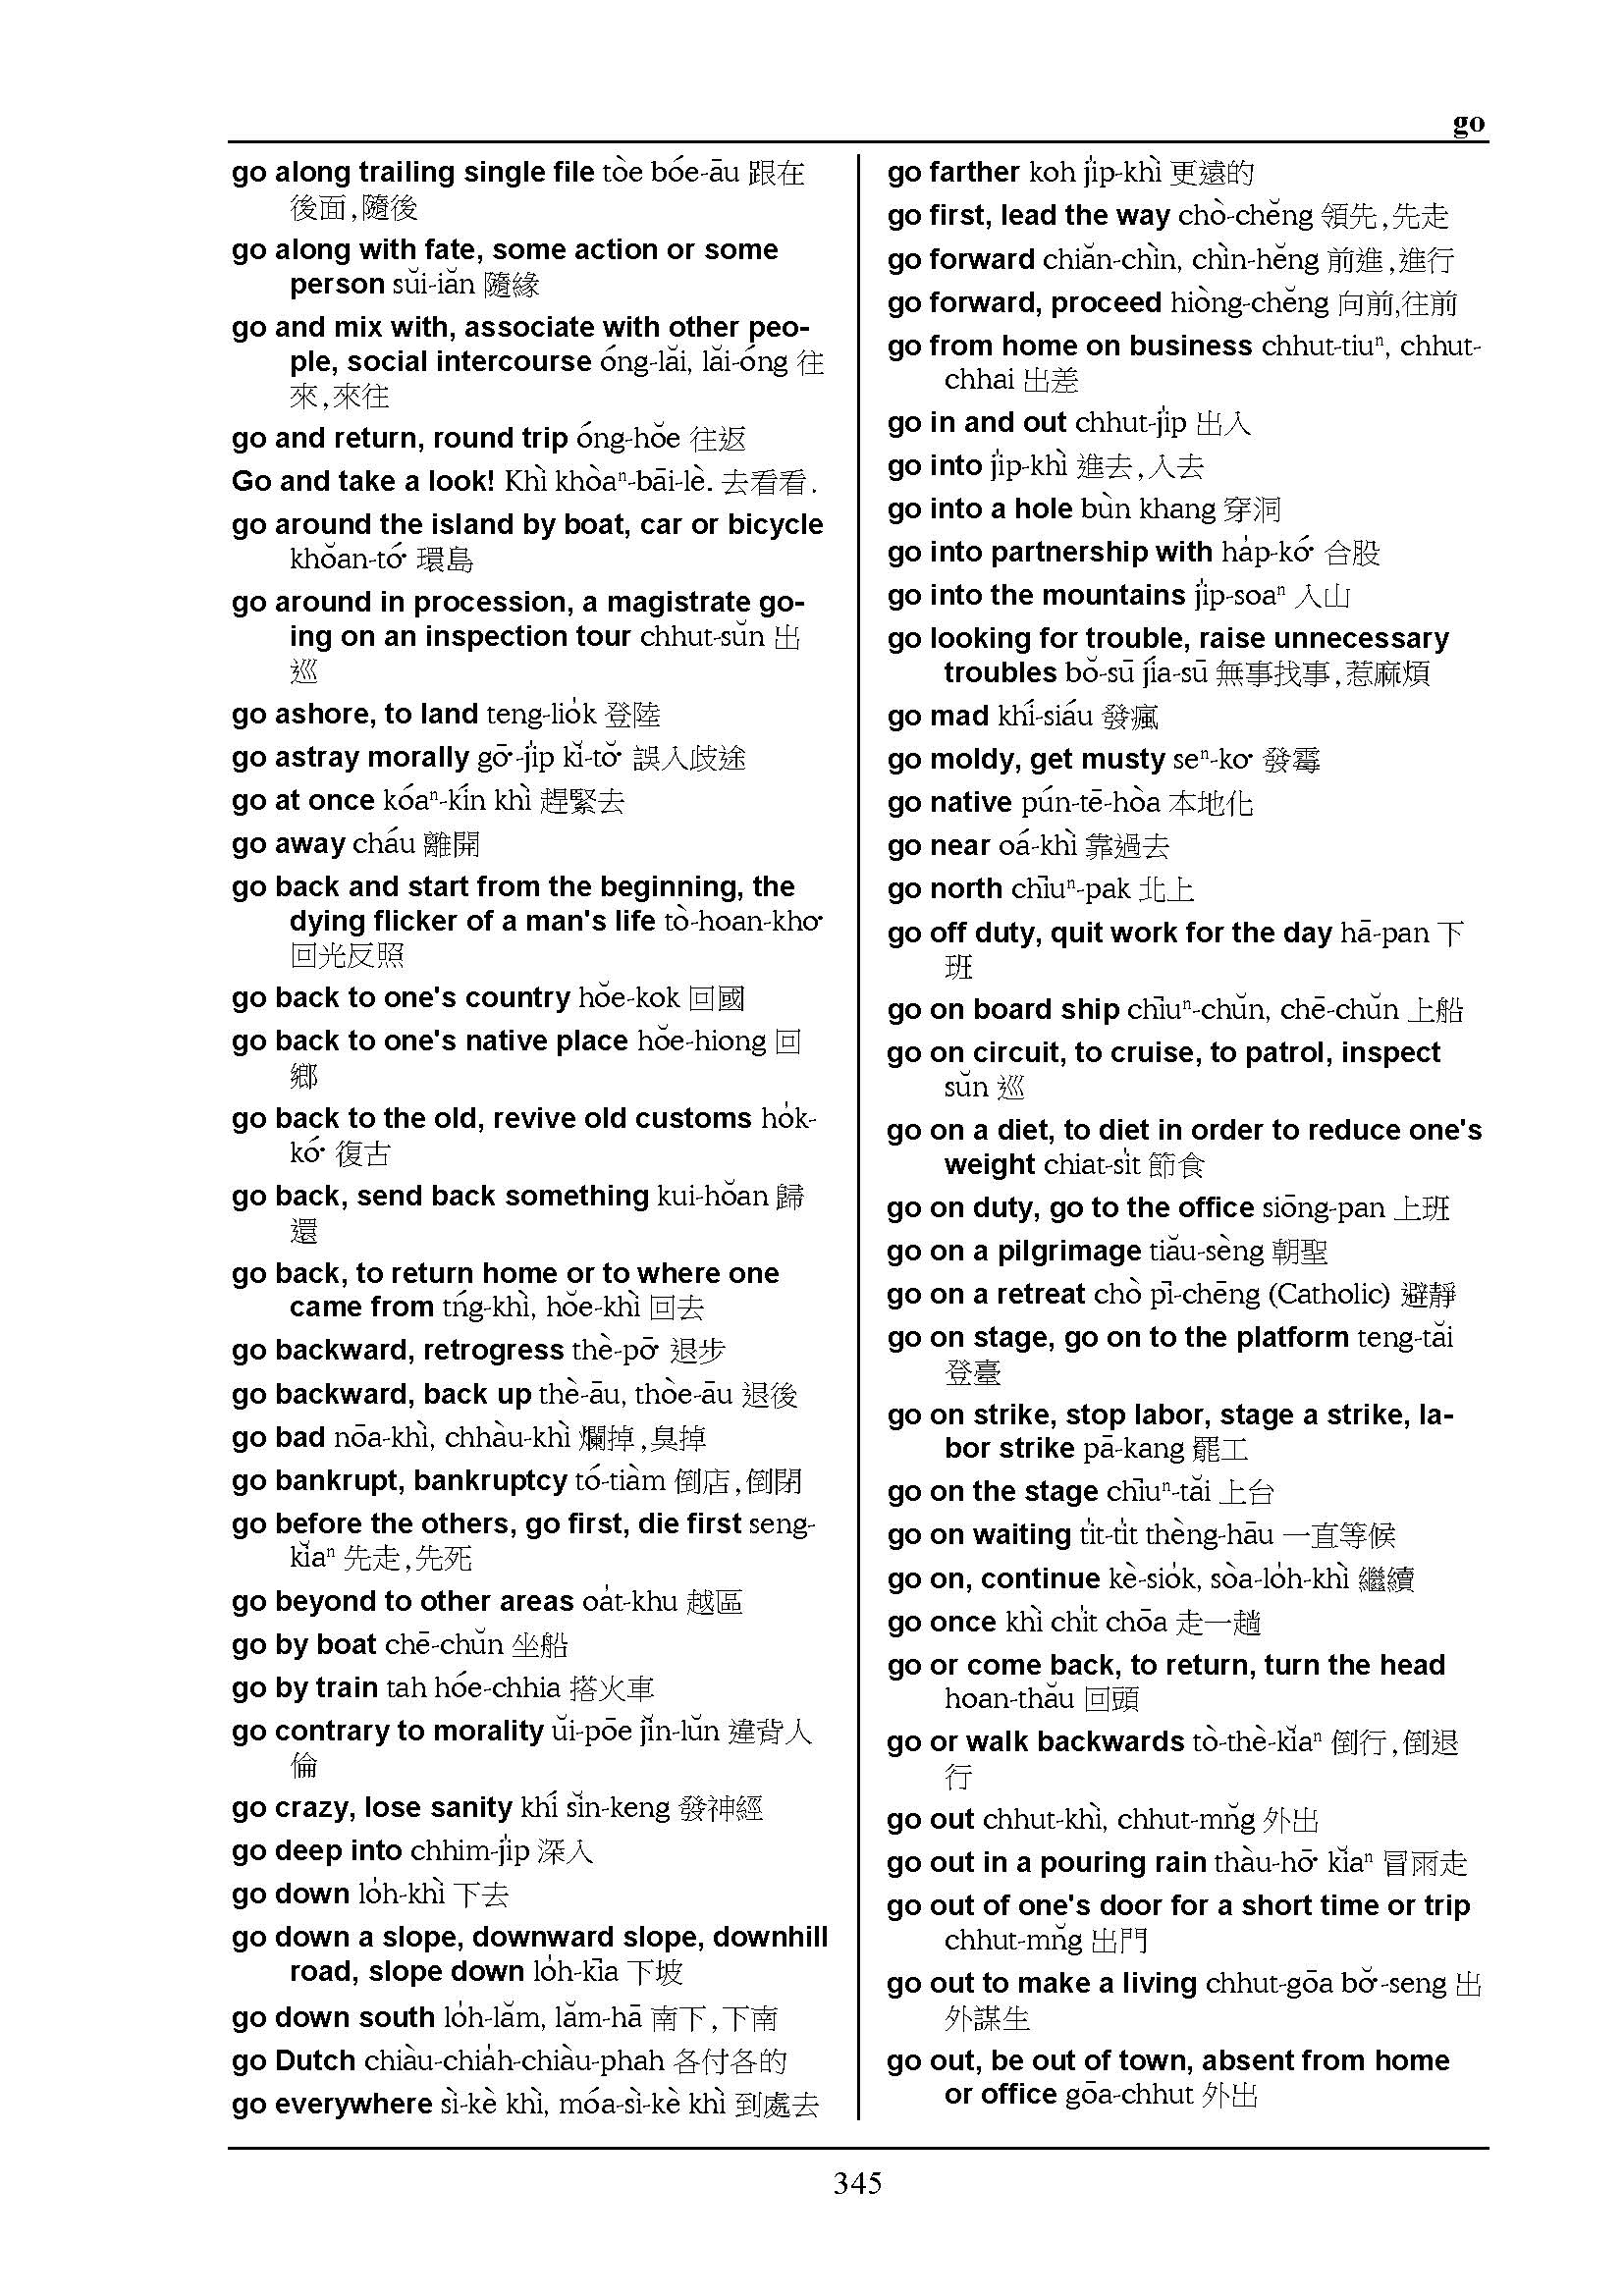 go
go along trailing single file tòe bóe-āu 跟在
後面,隨後
go along with fate, some action or some
person sŭi-iăn 隨緣
go and mix with, associate with other peo-
ple, social intercourse óng-lăi, lăi-óng 往
來,來往
go and return, round trip óng-hŏe 往返
Go and take a look! Khì khòaⁿ-bāi-lè. 去看看.
go around the island by boat, car or bicycle
khŏan-tó͘ 環島
go around in procession, a magistrate go-
ing on an inspection tour chhut-sŭn 出
巡
go ashore, to land teng-lio̍k 登陸
go astray morally gō͘-ji̍p kĭ-tŏ͘ 誤入歧途
go at once kóaⁿ-kín khì 趕緊去
go away cháu 離開
go back and start from the beginning, the
dying flicker of a man's life tò-hoan-kho͘
回光反照
go back to one's country hŏe-kok 回國
go back to one's native place hŏe-hiong 回
鄉
go back to the old, revive old customs ho̍k-
kó͘ 復古
go back, send back something kui-hŏan 歸
還
go back, to return home or to where one
came from tńg-khì, hŏe-khì 回去
go backward, retrogress thè-pō͘ 退步
go backward, back up thè-āu, thòe-āu 退後
go bad nōa-khì, chhàu-khì 爛掉,臭掉
go bankrupt, bankruptcy tó-tiàm 倒店,倒閉
go before the others, go first, die first seng-
kĭaⁿ 先走,先死
go beyond to other areas oa̍t-khu 越區
go by boat chē-chŭn 坐船
go by train tah hóe-chhia 搭火車
go contrary to morality ŭi-pōe jĭn-lŭn 違背人
倫
go crazy, lose sanity khí sĭn-keng 發神經
go deep into chhim-ji̍p 深入
go down lo̍h-khì 下去
go down a slope, downward slope, downhill
road, slope down lo̍h-kīa 下坡
go down south lo̍h-lăm, lăm-hā 南下,下南
go Dutch chiàu-chia̍h-chiàu-phah 各付各的
go everywhere sì-kè khì, móa-sì-kè khì 到處去
go farther koh ji̍p-khì 更遠的
go first, lead the way chò-chĕng 領先,先走
go forward chiăn-chìn, chìn-hĕng 前進,進行
go forward, proceed hiòng-chĕng 向前,往前
go from home on business chhut-tiuⁿ, chhut-
chhai 出差
go in and out chhut-ji̍p 出入
go into ji̍p-khì 進去,入去
go into a hole bùn khang 穿洞
go into partnership with ha̍p-kó͘ 合股
go into the mountains ji̍p-soaⁿ 入山
go looking for trouble, raise unnecessary
troubles bŏ-sū jía-sū 無事找事,惹麻煩
go mad khí-siáu 發瘋
go moldy, get musty seⁿ-ko͘ 發霉
go native pún-tē-hòa 本地化
go near oá-khì 靠過去
go north chīuⁿ-pak 北上
go off duty, quit work for the day hā-pan 下
班
go on board ship chīuⁿ-chŭn, chē-chŭn 上船
go on circuit, to cruise, to patrol, inspect
sŭn 巡
go on a diet, to diet in order to reduce one's
weight chiat-si̍t 節食
go on duty, go to the office siōng-pan 上班
go on a pilgrimage tiău-sèng 朝聖
go on a retreat chò pī-chēng (Catholic) 避靜
go on stage, go on to the platform teng-tăi
登臺
go on strike, stop labor, stage a strike, la-
bor strike pā-kang 罷工
go on the stage chīuⁿ-tăi 上台
go on waiting ti̍t-ti̍t thèng-hāu 一直等候
go on, continue kè-sio̍k, sòa-lo̍h-khì 繼續
go once khì chi̍t chōa 走一趟
go or come back, to return, turn the head
hoan-thău 回頭
go or walk backwards tò-thè-kĭaⁿ 倒行,倒退
行
go out chhut-khì, chhut-mn̆g 外出
go out in a pouring rain thàu-hō͘ kĭaⁿ 冒雨走
go out of one's door for a short time or trip
chhut-mn̆g 出門
go out to make a living chhut-gōa bŏ͘-seng 出
外謀生
go out, be out of town, absent from home
or office gōa-chhut 外出
345